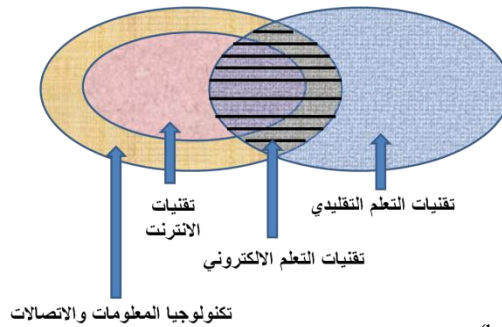 تقنيات التعلم التقليدي
تقنيات
الانترنت
تقنيات التعلم الالكتروني
تكنولوجيا المعلومات والاتصالات